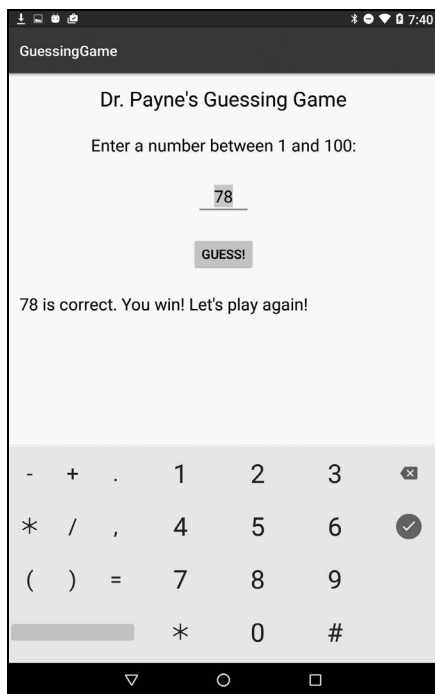 7:40
GuessingGame
Dr. Payne's Guessing Game
Enter a number between 1 and 100:
78
GUESS!
78 is correct. You win! Let's play again!
- + . 1 2 3
* / , 4 5 6
( ) = 7 8 9
* 0 #